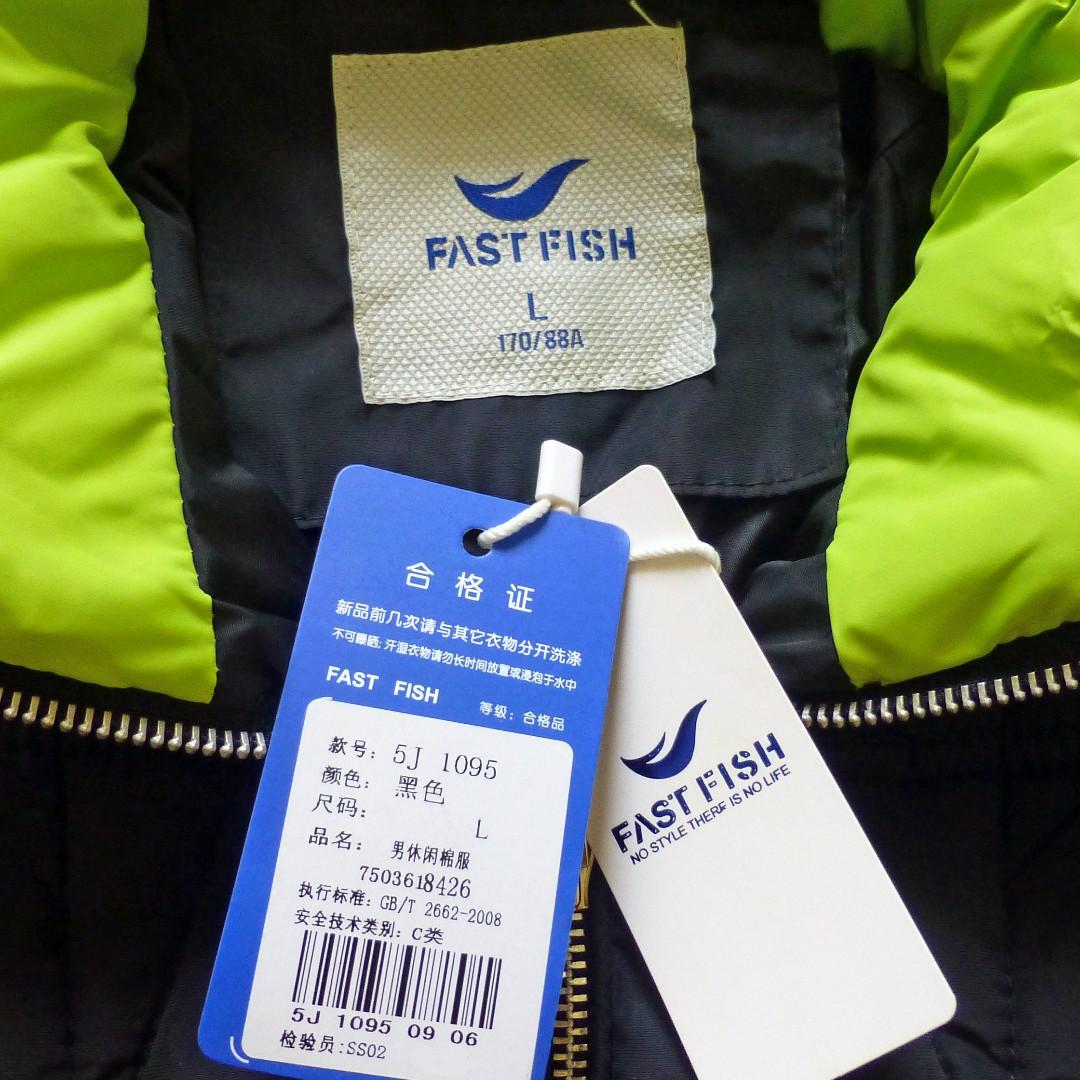 FAST FISH
L
170/88A
合格证
新品前几次请与其它衣物分开洗涤
不可曝晒; 汗湿衣物请勿长时间放置或浸泡于水中
FAST FISH
等级: 合格品
款号: 5J 1095
颜色: 黑色
尺码: L
品名: 男休闲棉服
7503618426
执行标准: GB/T 2662-2008
安全技术类别: C类
5J 1095 09 06
检验员:SS02
FAST FISH
NO STYLE THERE IS NO LIFE